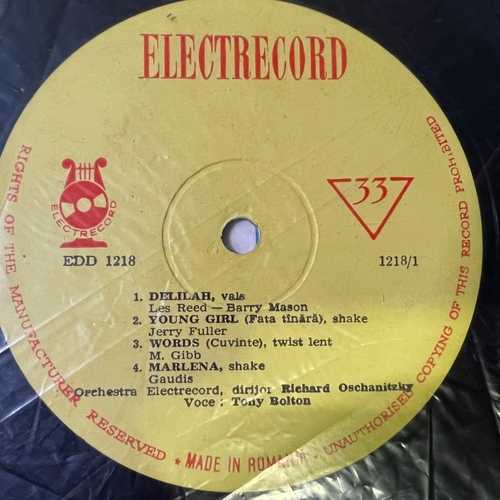 ELECTRECORD
ELECTRECORD
33
EDD 1218
1218/1
1. DELILAH, vals
Les Reed — Barry Mason
2. YOUNG GIRL (Fata tînără), shake
Jerry Fuller
3. WORDS (Cuvinte), twist lent
M. Gibb
4. MARLENA, shake
Gaudis
Orchestra Electrecord, dirijor Richard Oschanitzky
Voce : Tony Bolton
RIGHTS OF THE MANUFACTURER RESERVED * MADE IN ROMANIA * UNAUTHORISED COPYING OF THIS RECORD PROHIBITED